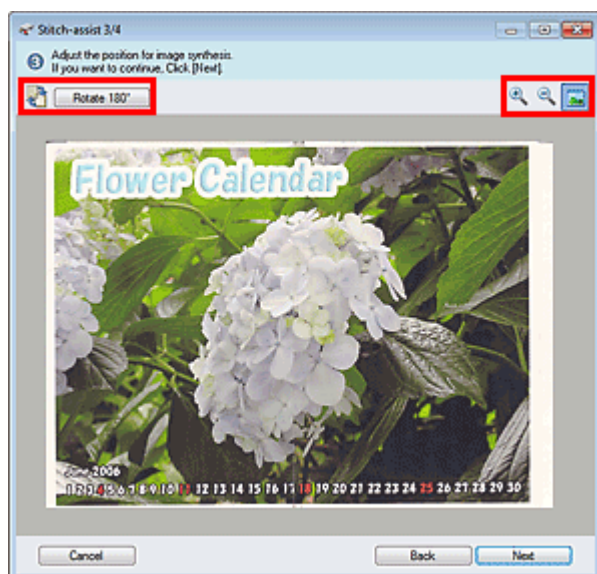 Stitch-assist 3/4
3 Adjust the position for image synthesis.
If you want to continue, Click [Next].
Rotate 180°
Flower Calendar
June 2006
1 2 3 4 5 6 7 8 9 10 11 12 13 14 15 16 17 18 19 20 21 22 23 24 25 26 27 28 29 30
Cancel Back Next